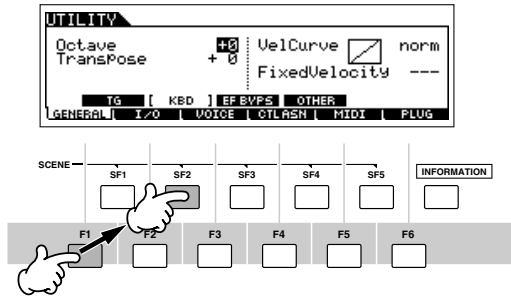 UTILITY
Octave +0 VelCurve norm
Transpose + 0
FixedVelocity ---
TG [ KBD ] EF BYPS OTHER
GENERAL I/O VOICE CTLASN MIDI PLUG
SCENE
SF1 SF2 SF3 SF4 SF5 INFORMATION
F1 F2 F3 F4 F5 F6